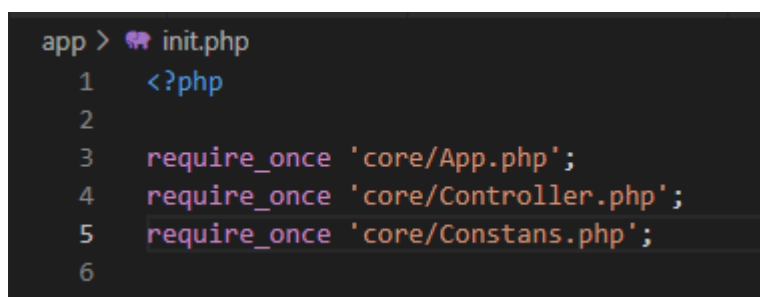 app > init.php
1 <?php
2
3 require_once 'core/App.php';
4 require_once 'core/Controller.php';
5 require_once 'core/Constans.php';
6